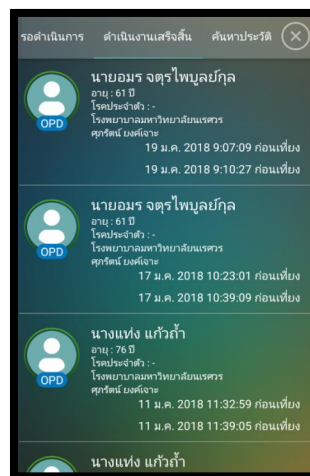 รอดำเนินการ ดำเนินงานเสร็จสิ้น ค้นหาประวัติ
นายอมร จตุรไพบูลย์กุล
อายุ : 61 ปี
โรคประจำตัว : -
โรงพยาบาลมหาวิทยาลัยนเรศวร
ศุภรัตน์ ยงค์เจาะ
OPD
19 ม.ค. 2018 9:07:09 ก่อนเที่ยง
19 ม.ค. 2018 9:10:27 ก่อนเที่ยง
นายอมร จตุรไพบูลย์กุล
อายุ : 61 ปี
โรคประจำตัว : -
โรงพยาบาลมหาวิทยาลัยนเรศวร
ศุภรัตน์ ยงค์เจาะ
OPD
17 ม.ค. 2018 10:23:01 ก่อนเที่ยง
17 ม.ค. 2018 10:39:09 ก่อนเที่ยง
นางแท่ง แก้วถ้ำ
อายุ : 76 ปี
โรคประจำตัว : -
โรงพยาบาลมหาวิทยาลัยนเรศวร
ศุภรัตน์ ยงค์เจาะ
OPD
11 ม.ค. 2018 11:32:59 ก่อนเที่ยง
11 ม.ค. 2018 11:39:05 ก่อนเที่ยง
นางแท่ง แก้วถ้ำ